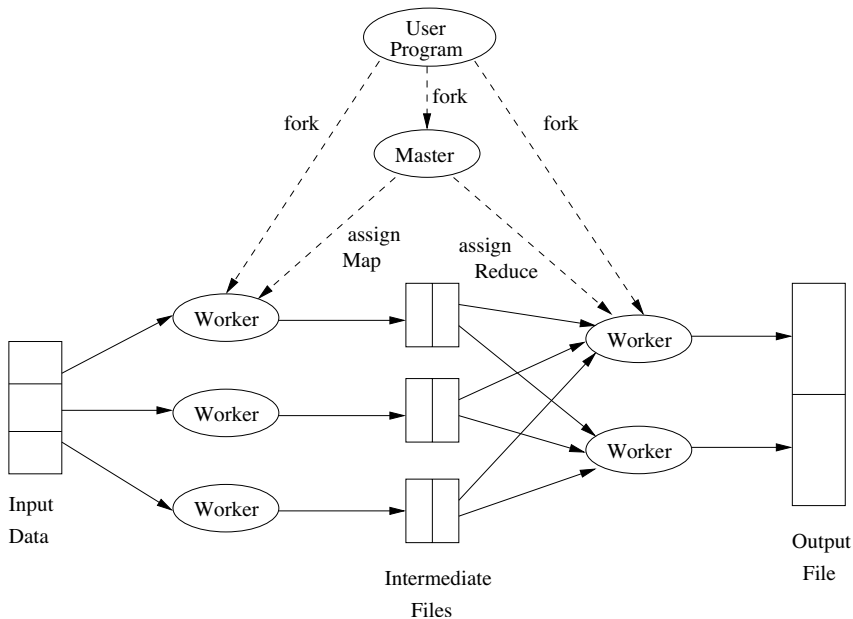 User
Program
fork
fork
fork
Master
assign
Map
assign
Reduce
Worker
Worker
Worker
Worker
Worker
Input
Data
Intermediate
Files
Output
File